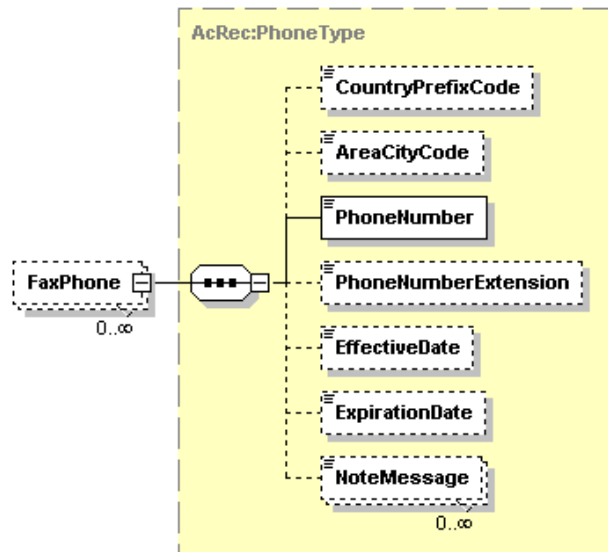 AcRec:PhoneType
CountryPrefixCode
AreaCityCode
PhoneNumber
FaxPhone
0..∞
PhoneNumberExtension
EffectiveDate
ExpirationDate
NoteMessage
0..∞